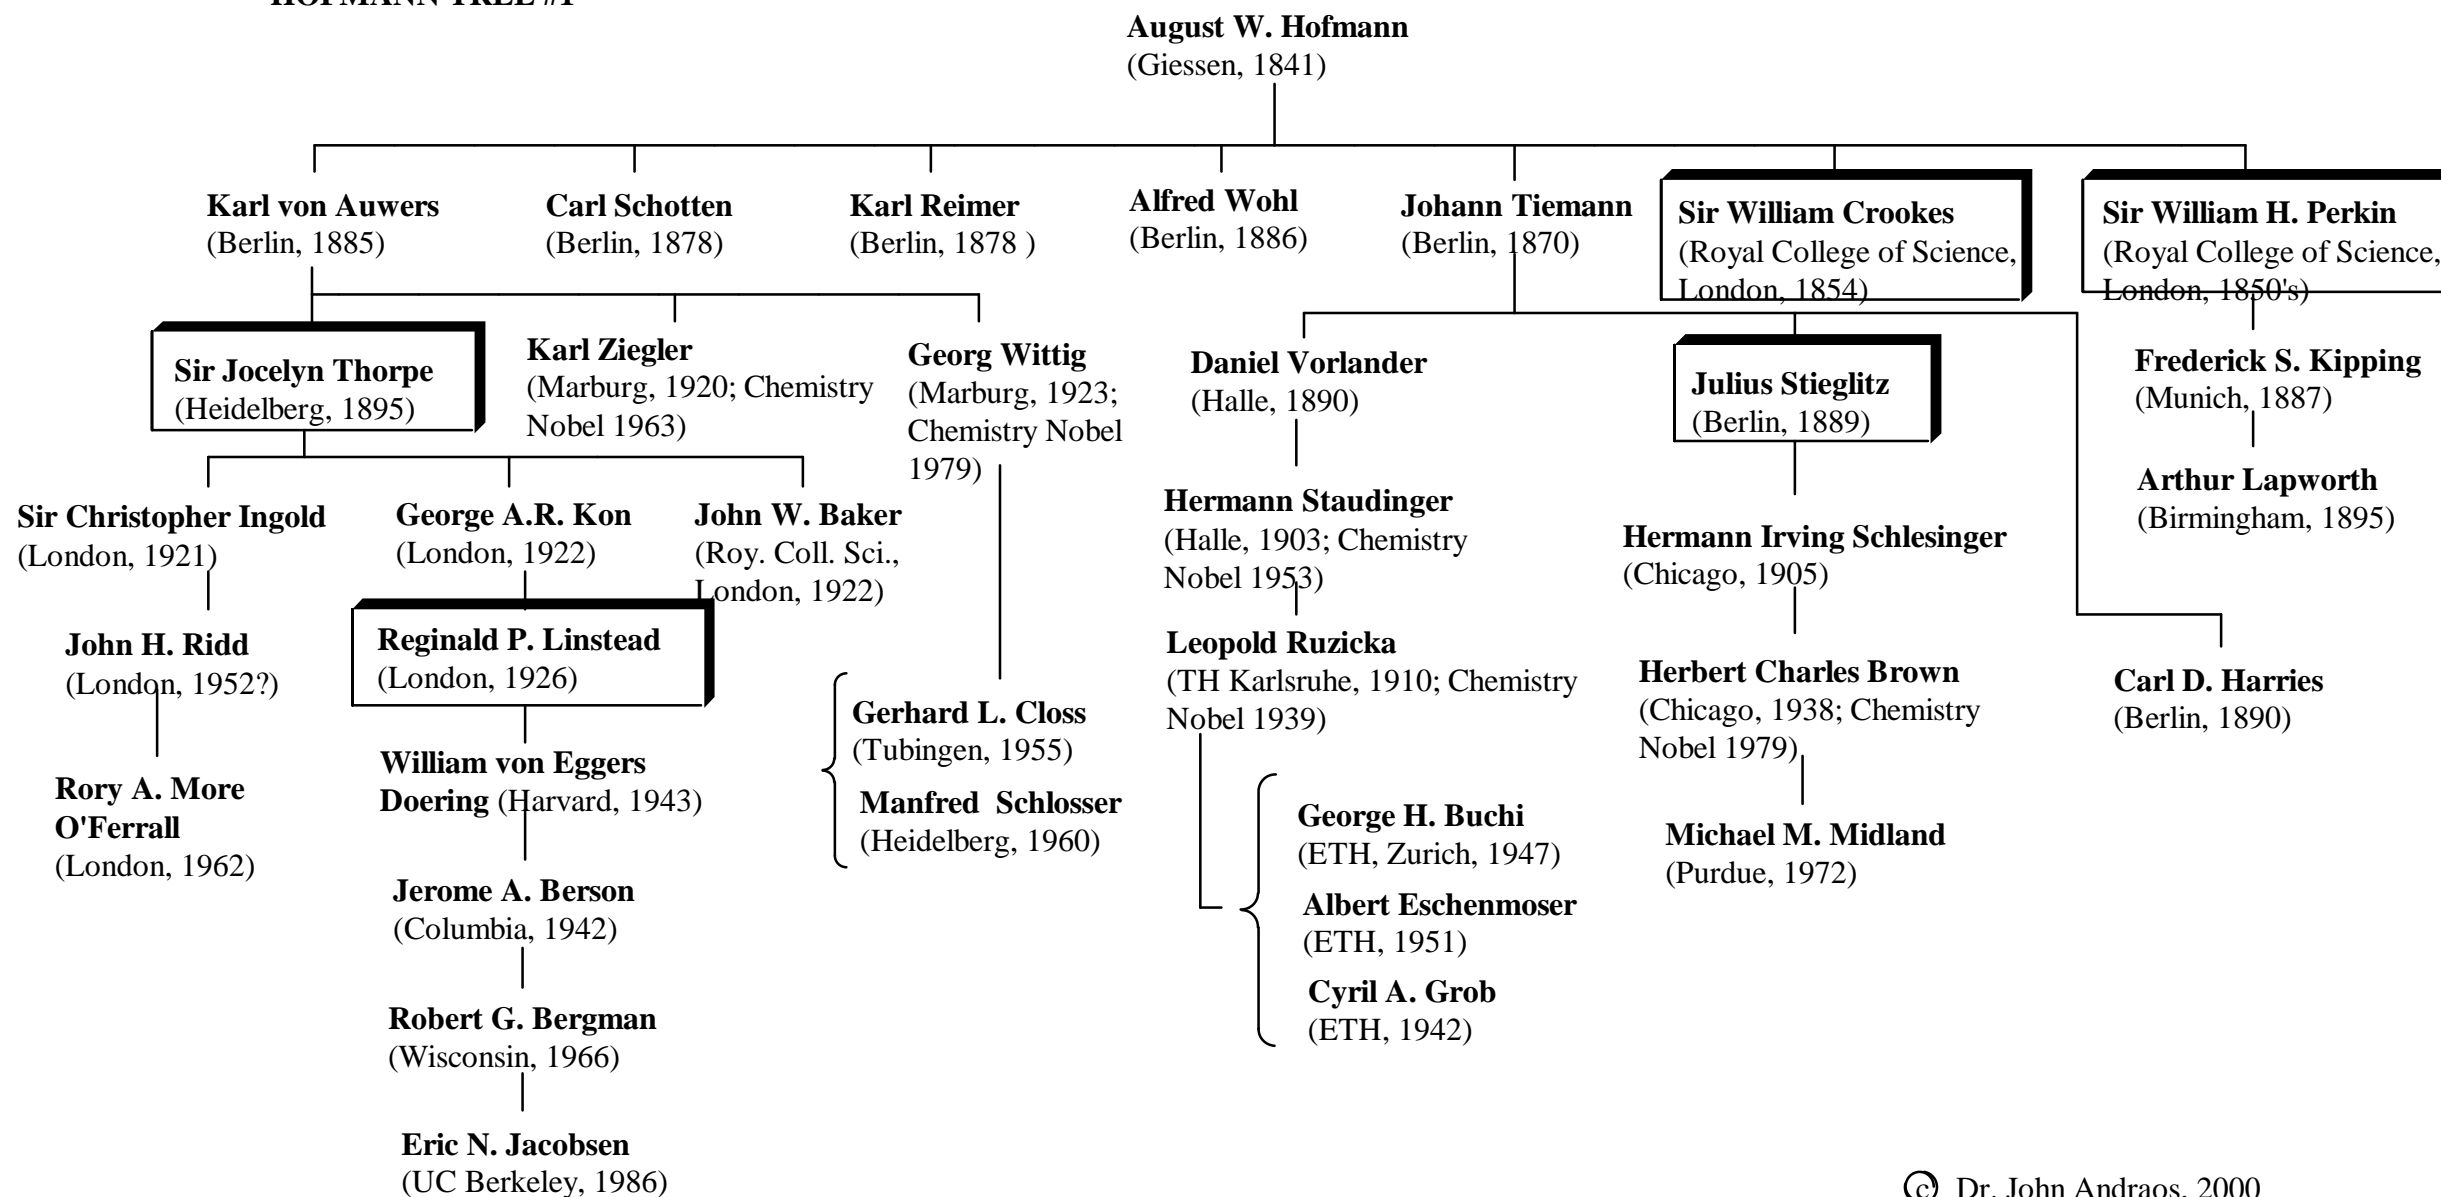 HOFMANN TREE #1
August W. Hofmann
(Giessen, 1841)
Karl von Auwers
(Berlin, 1885)
Carl Schotten
(Berlin, 1878)
Karl Reimer
(Berlin, 1878 )
Alfred Wohl
(Berlin, 1886)
Johann Tiemann
(Berlin, 1870)
Sir William Crookes
(Royal College of Science,
London, 1854)
Sir William H. Perkin
(Royal College of Science,
London, 1850's)
Sir Jocelyn Thorpe
(Heidelberg, 1895)
Karl Ziegler
(Marburg, 1920; Chemistry
Nobel 1963)
Georg Wittig
(Marburg, 1923;
Chemistry Nobel
1979)
Daniel Vorlander
(Halle, 1890)
Julius Stieglitz
(Berlin, 1889)
Frederick S. Kipping
(Munich, 1887)
Arthur Lapworth
(Birmingham, 1895)
Sir Christopher Ingold
(London, 1921)
George A.R. Kon
(London, 1922)
John W. Baker
(Roy. Coll. Sci.,
London, 1922)
Hermann Staudinger
(Halle, 1903; Chemistry
Nobel 1953)
Hermann Irving Schlesinger
(Chicago, 1905)
John H. Ridd
(London, 1952?)
Reginald P. Linstead
(London, 1926)
Leopold Ruzicka
(TH Karlsruhe, 1910; Chemistry
Nobel 1939)
Herbert Charles Brown
(Chicago, 1938; Chemistry
Nobel 1979)
Carl D. Harries
(Berlin, 1890)
Gerhard L. Closs
(Tubingen, 1955)
Manfred Schlosser
(Heidelberg, 1960)
William von Eggers
Doering (Harvard, 1943)
Rory A. More
O'Ferrall
(London, 1962)
George H. Buchi
(ETH, Zurich, 1947)
Albert Eschenmoser
(ETH, 1951)
Cyril A. Grob
(ETH, 1942)
Michael M. Midland
(Purdue, 1972)
Jerome A. Berson
(Columbia, 1942)
Robert G. Bergman
(Wisconsin, 1966)
Eric N. Jacobsen
(UC Berkeley, 1986)
© Dr. John Andraos, 2000